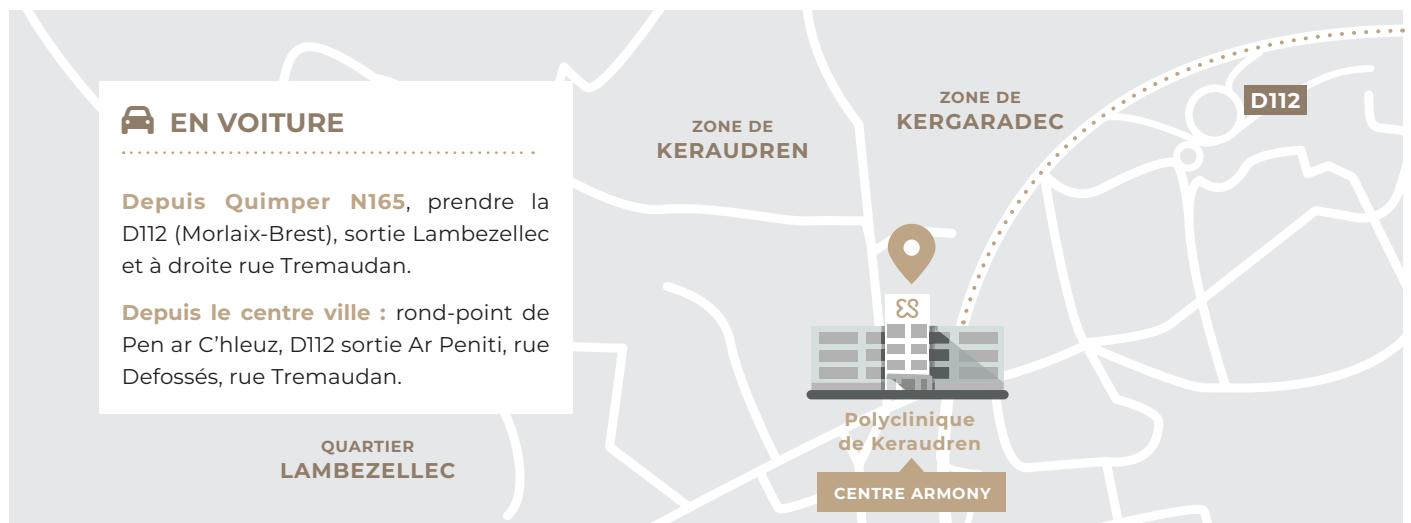 EN VOITURE
Depuis Quimper N165, prendre la
D112 (Morlaix-Brest), sortie Lambezellec
et à droite rue Tremaudan.
Depuis le centre ville : rond-point de
Pen ar C’hleuz, D112 sortie Ar Peniti, rue
Defossés, rue Tremaudan.
ZONE DE
KERAUDREN
ZONE DE
KERGARADEC
D112
QUARTIER
LAMBEZELLEC
Polyclinique
de Keraudren
CENTRE ARMONY